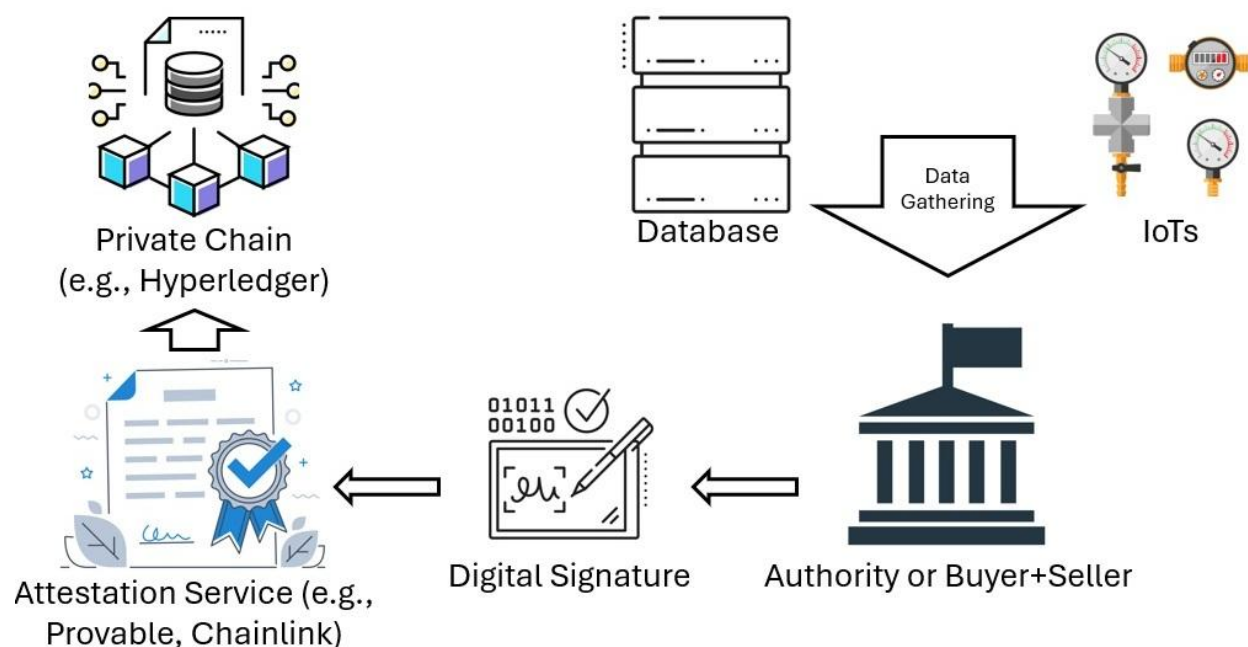 Private Chain
(e.g., Hyperledger)
Database
Data
Gathering
IoTs
01011
00100
Attestation Service (e.g.,
Provable, Chainlink)
Digital Signature
Authority or Buyer+Seller